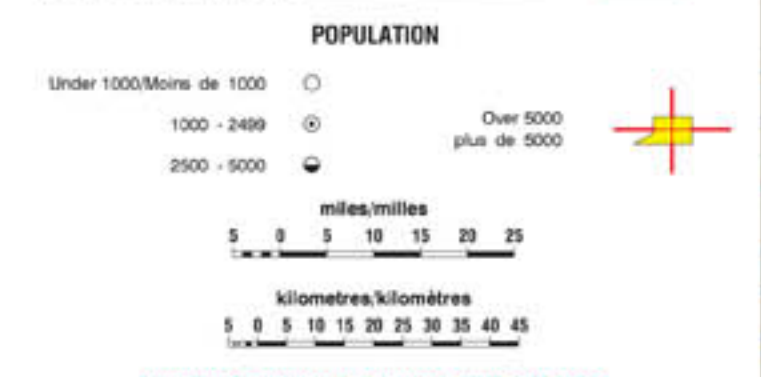 POPULATION
Under 1000/Moins de 1000
1000 - 2499
2500 - 5000
Over 5000
plus de 5000
miles/milles
5 0 5 10 15 20 25
kilometres/kilomètres
5 0 5 10 15 20 25 30 35 40 45